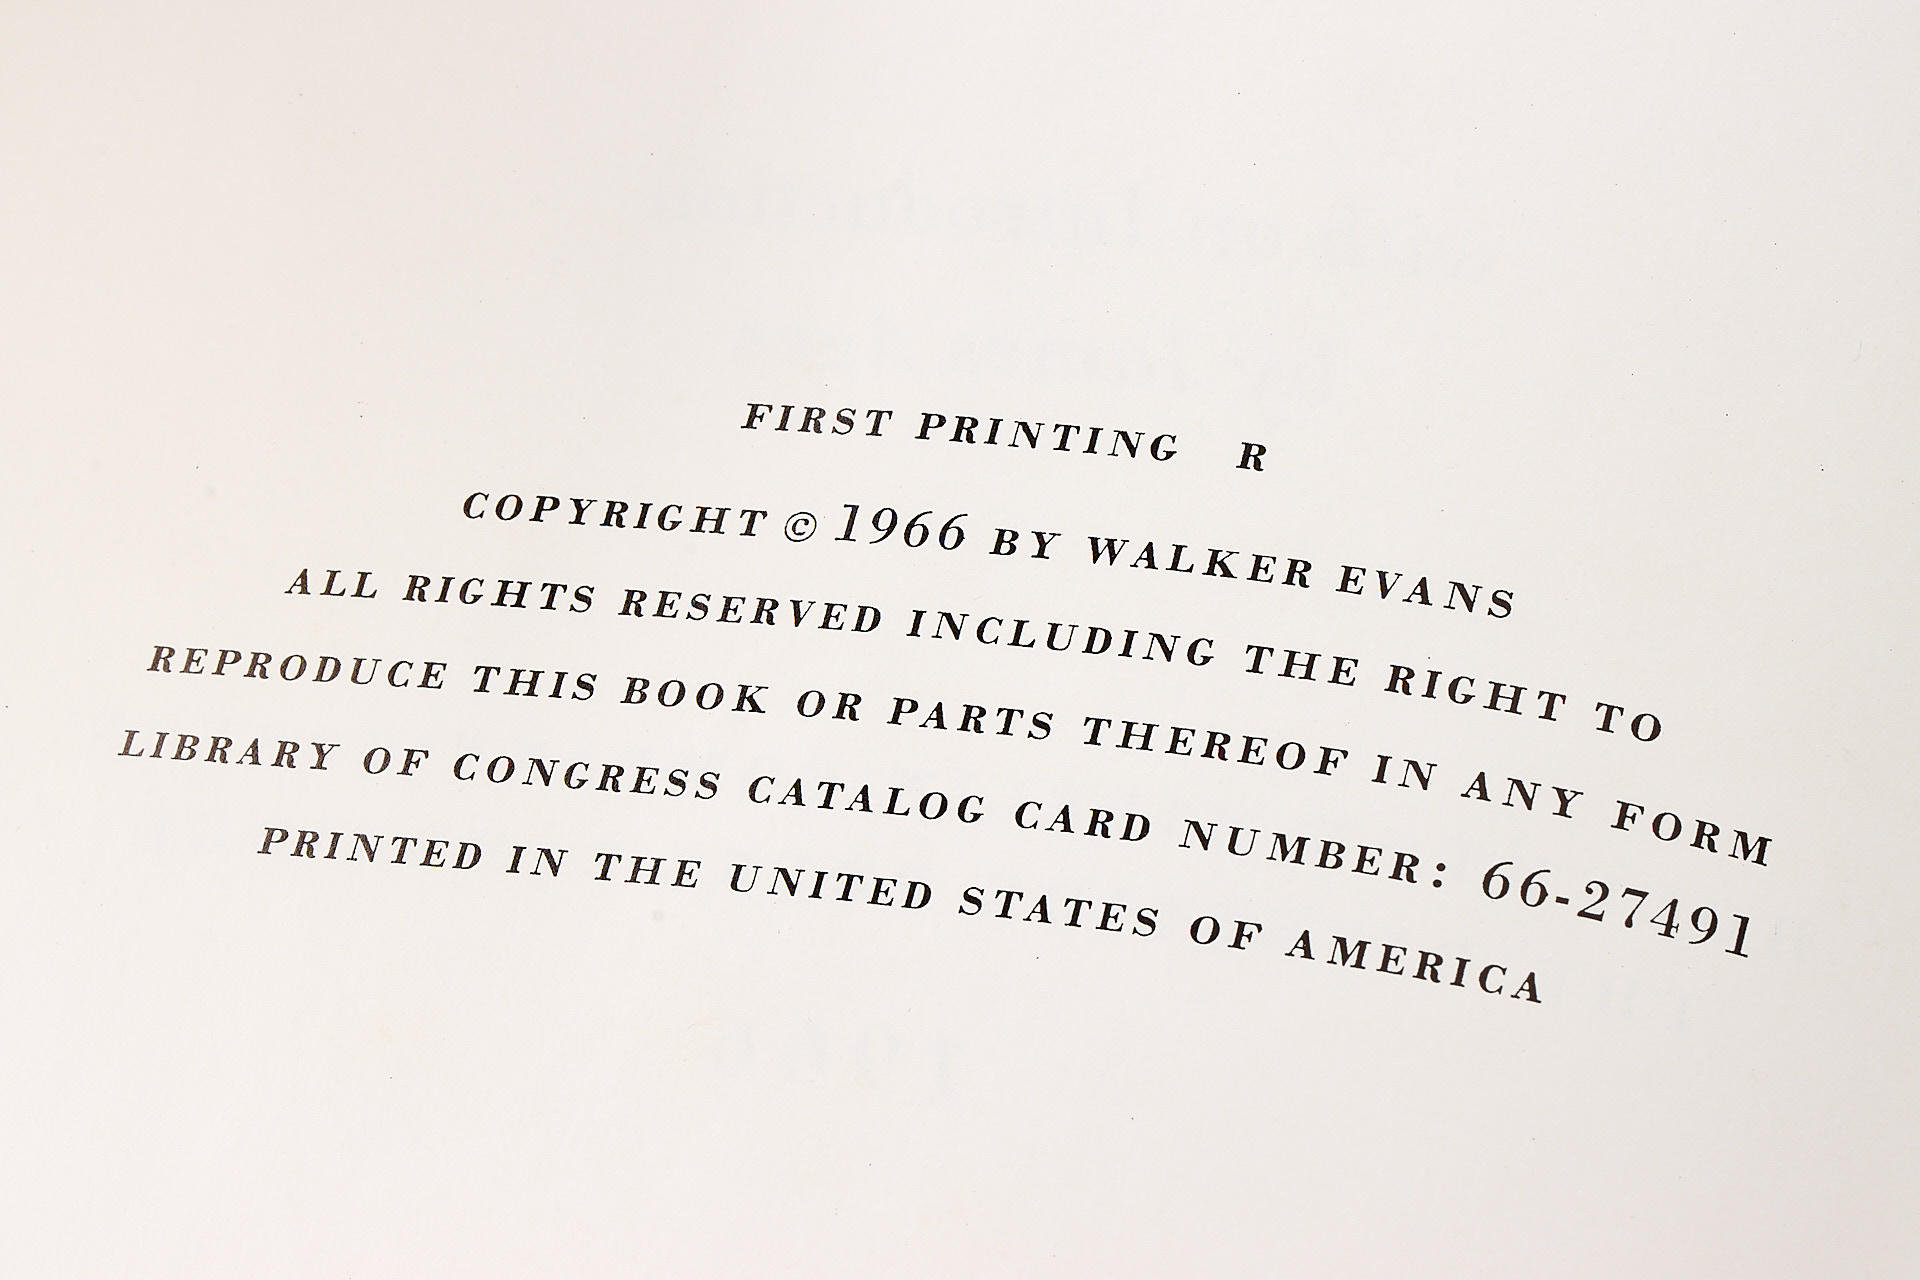 FIRST PRINTING R
COPYRIGHT © 1966 BY WALKER EVANS
ALL RIGHTS RESERVED INCLUDING THE RIGHT TO
REPRODUCE THIS BOOK OR PARTS THEREOF IN ANY FORM
LIBRARY OF CONGRESS CATALOG CARD NUMBER: 66-27491
PRINTED IN THE UNITED STATES OF AMERICA